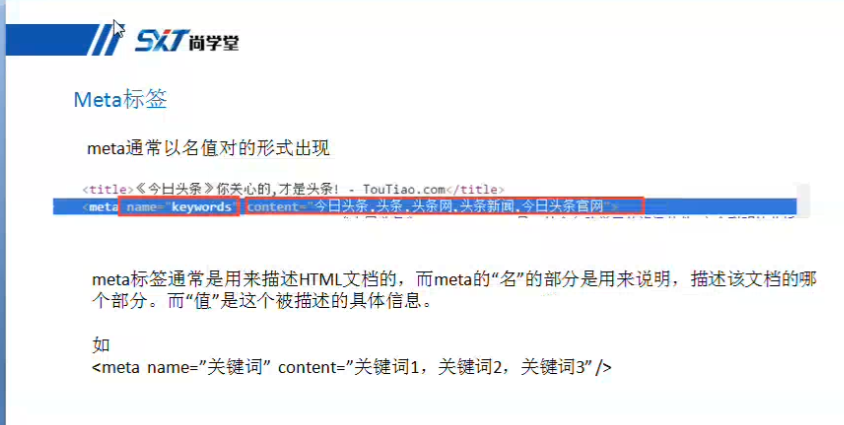 SXT尚学堂
Meta标签
meta通常以名值对的形式出现
<title>《今日头条》你关心的,才是头条! - TouTiao.com</title>
<meta name="keywords" content="今日头条,头条,头条网,头条新闻,今日头条官网">
meta标签通常是用来描述HTML文档的，而meta的“名”的部分是用来说明，描述该文档的哪
个部分。而“值”是这个被描述的具体信息。
如
<meta name=”关键词” content=”关键词1，关键词2，关键词3” />